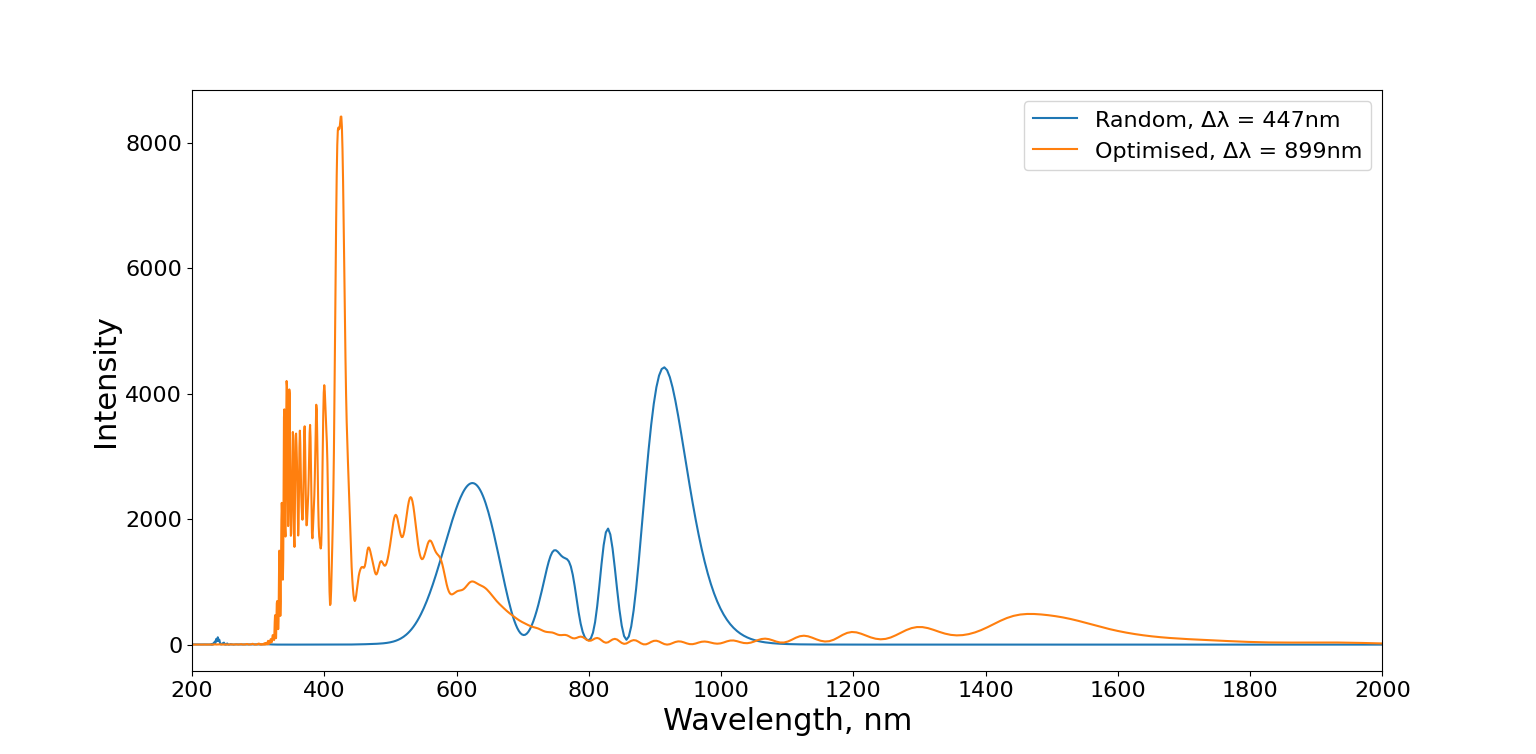 Random, Δλ = 447nm
Optimised, Δλ = 899nm
8000
6000
4000
2000
0
Intensity
200 400 600 800 1000 1200 1400 1600 1800 2000
Wavelength, nm